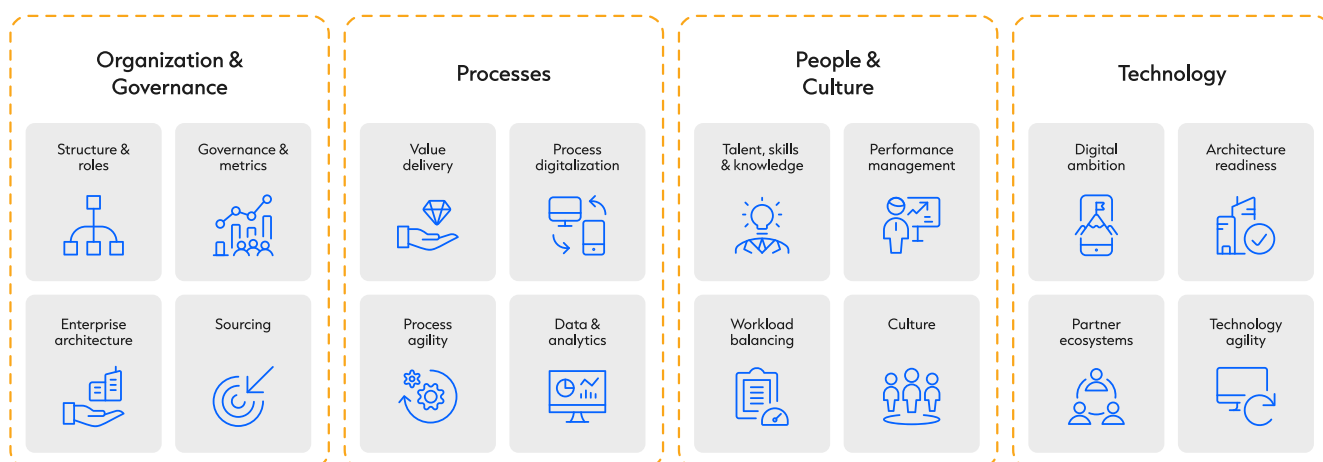 Organization &
Governance
Structure &
roles
Governance &
metrics
Enterprise
architecture
Sourcing
Processes
Value
delivery
Process
digitalization
Process
agility
Data &
analytics
People &
Culture
Talent, skills
& knowledge
Performance
management
Workload
balancing
Culture
Technology
Digital
ambition
Architecture
readiness
Partner
ecosystems
Technology
agility